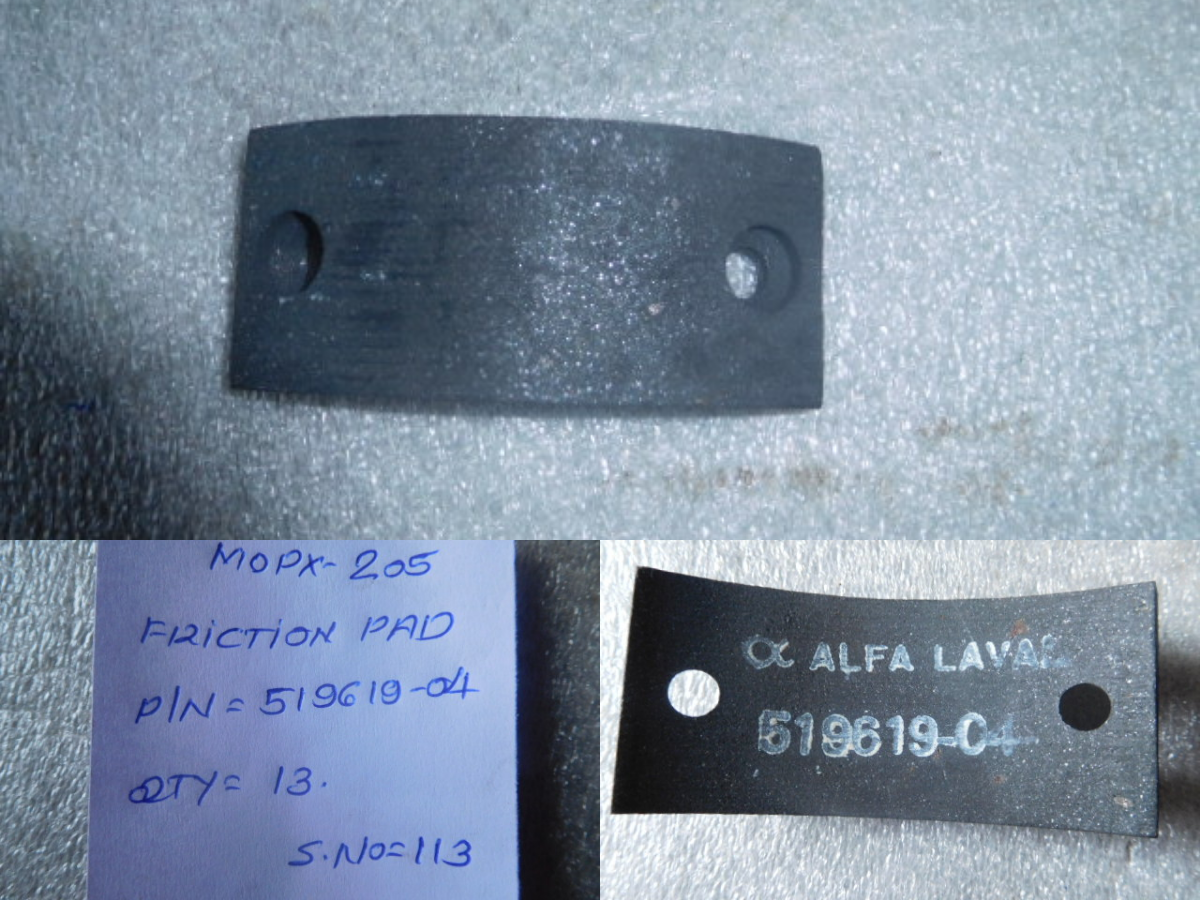 MOPX-205
FRICTION PAD
P/N = 519619-04
QTY = 13.
S.NO=113
α ALFA LAVAL
519619-04